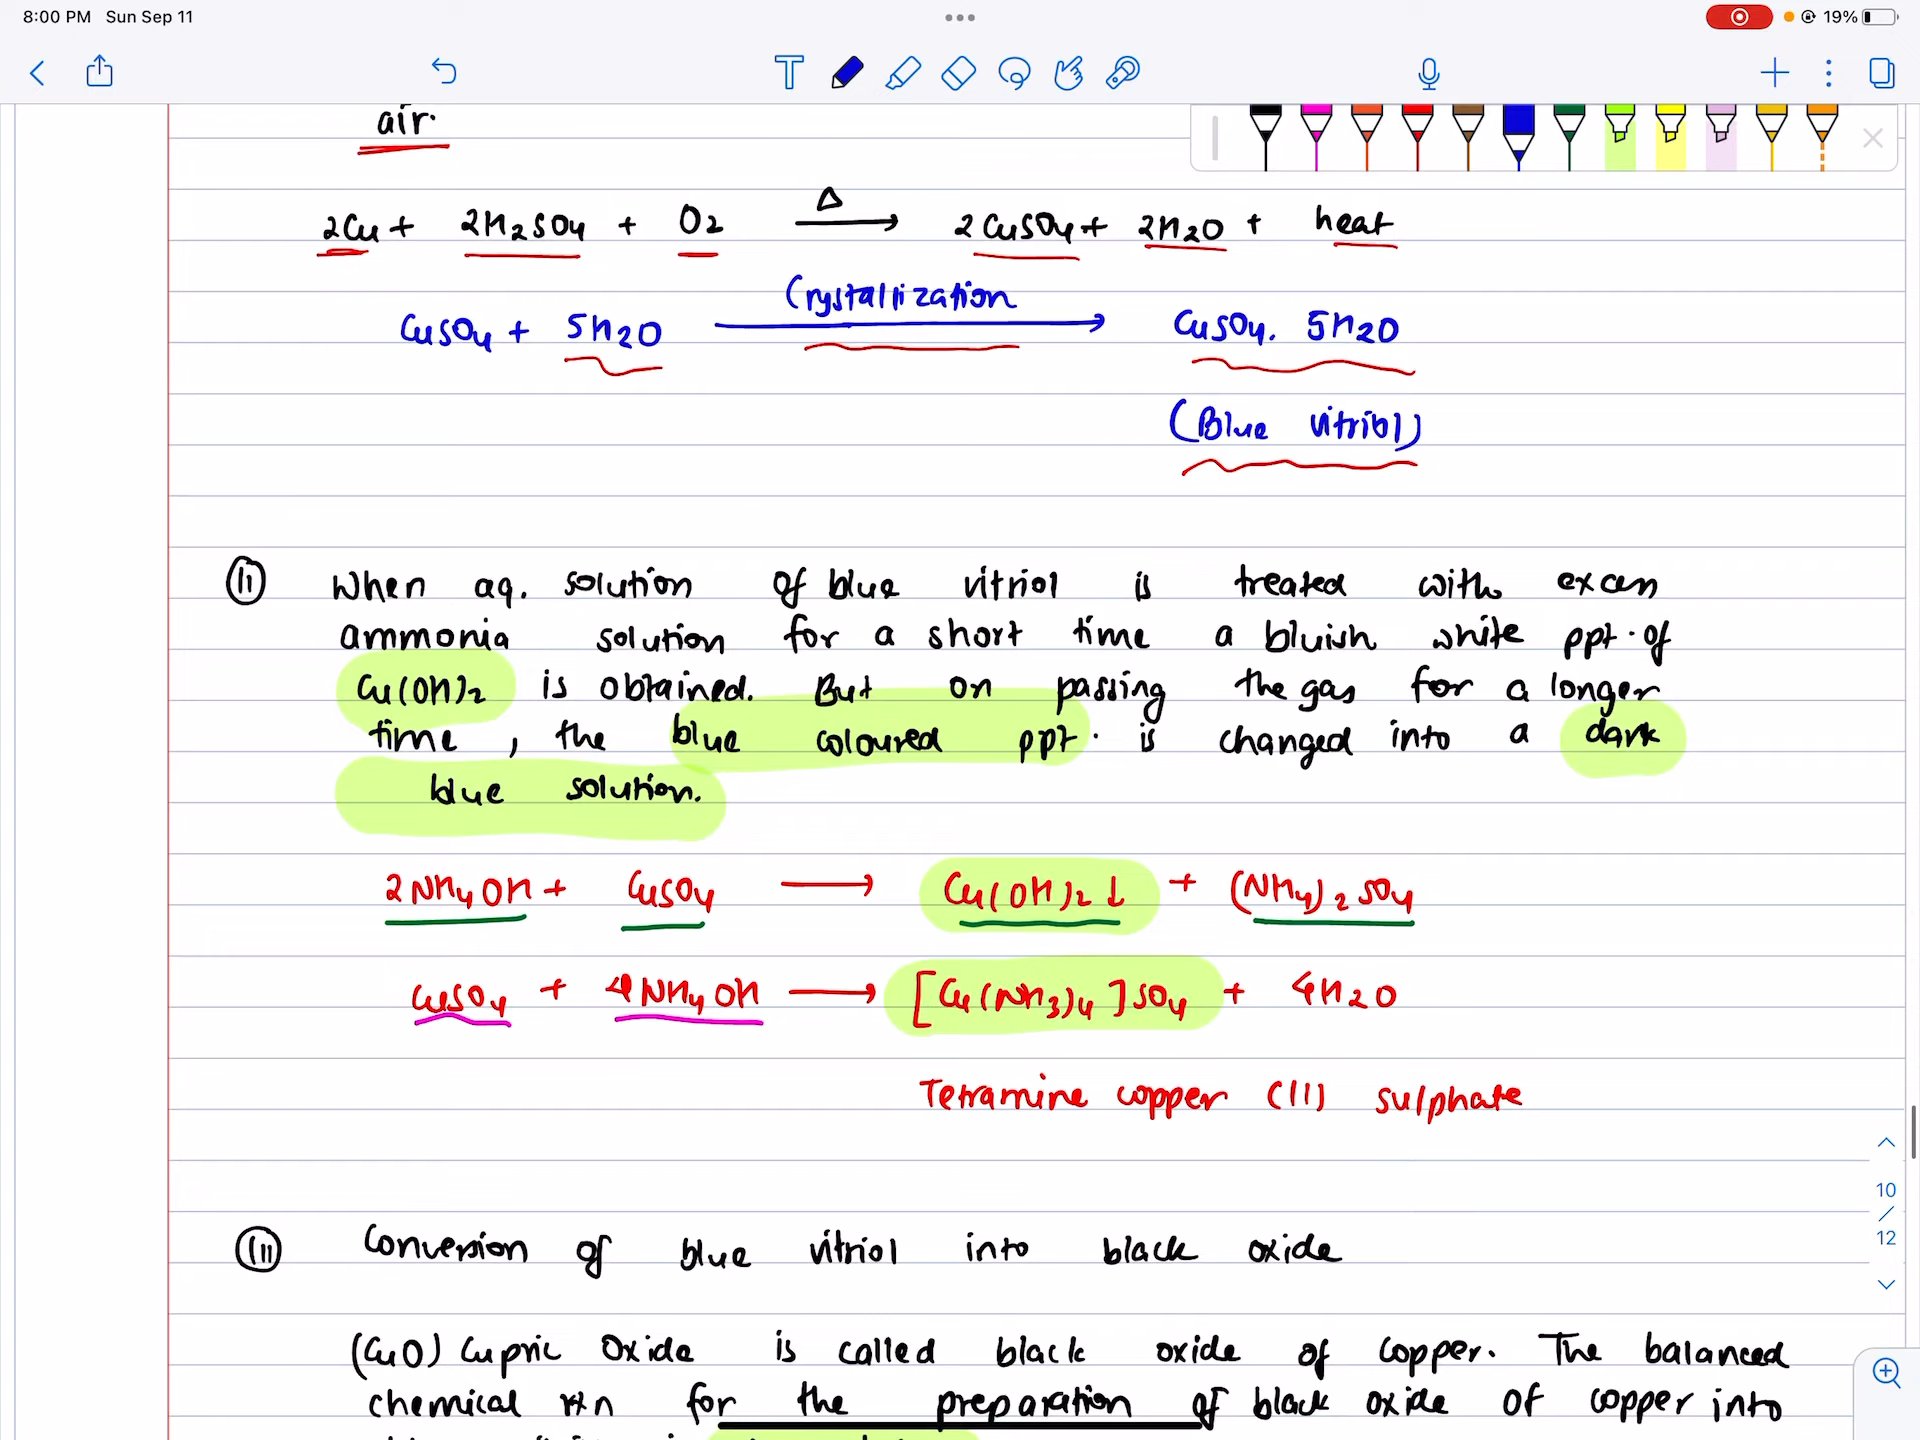 8:00 PM Sun Sep 11
19%
air.
2Cu + 2H2SO4 + O2 Δ→ 2CuSO4 + 2H2O + heat
CuSO4 + 5H2O Crystallization→ CuSO4. 5H2O
(Blue vitriol)
(ii) When aq. solution of blue vitriol is treated with excess
ammonia solution for a short time a bluish white ppt. of
Cu(OH)2 is obtained. But on passing the gas for a longer
time, the blue coloured ppt. is changed into a dark
blue solution.
2NH4OH + CuSO4 → Cu(OH)2 ↓ + (NH4)2SO4
CuSO4 + 4NH4OH → [Cu(NH3)4]SO4 + 4H2O
Tetramine copper (II) sulphate
10
/
12
(iii) Conversion of blue vitriol into black oxide
(CuO) Cupric Oxide is called black oxide of copper. The balanced
chemical rxn for the preparation of black oxide of copper into